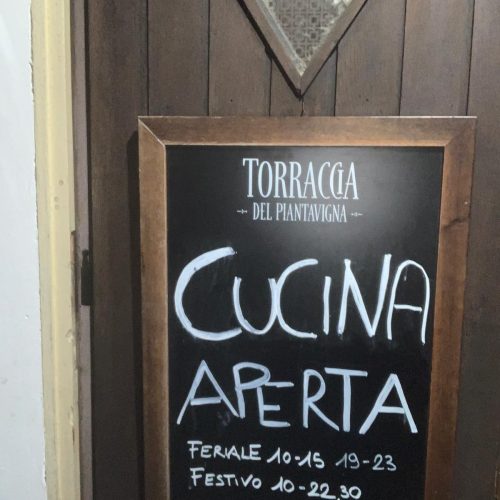 TORRACCIA
DEL PIANTAVIGNA
CUCINA
APERTA
FERIALE 10-15 19-23
FESTIVO 10-22,30